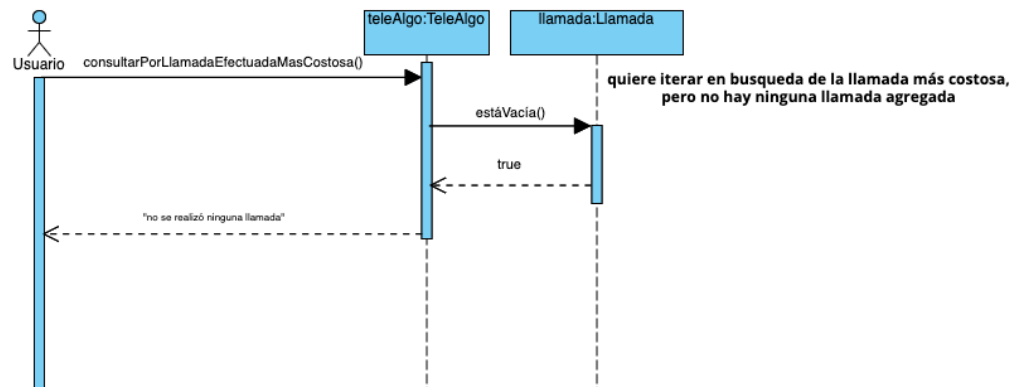 teleAlgo:TeleAlgo
llamada:Llamada
Usuario
consultarPorLlamadaEfectuadaMasCostosa()
quiere iterar en busqueda de la llamada más costosa,
pero no hay ninguna llamada agregada
estáVacía()
true
"no se realizó ninguna llamada"